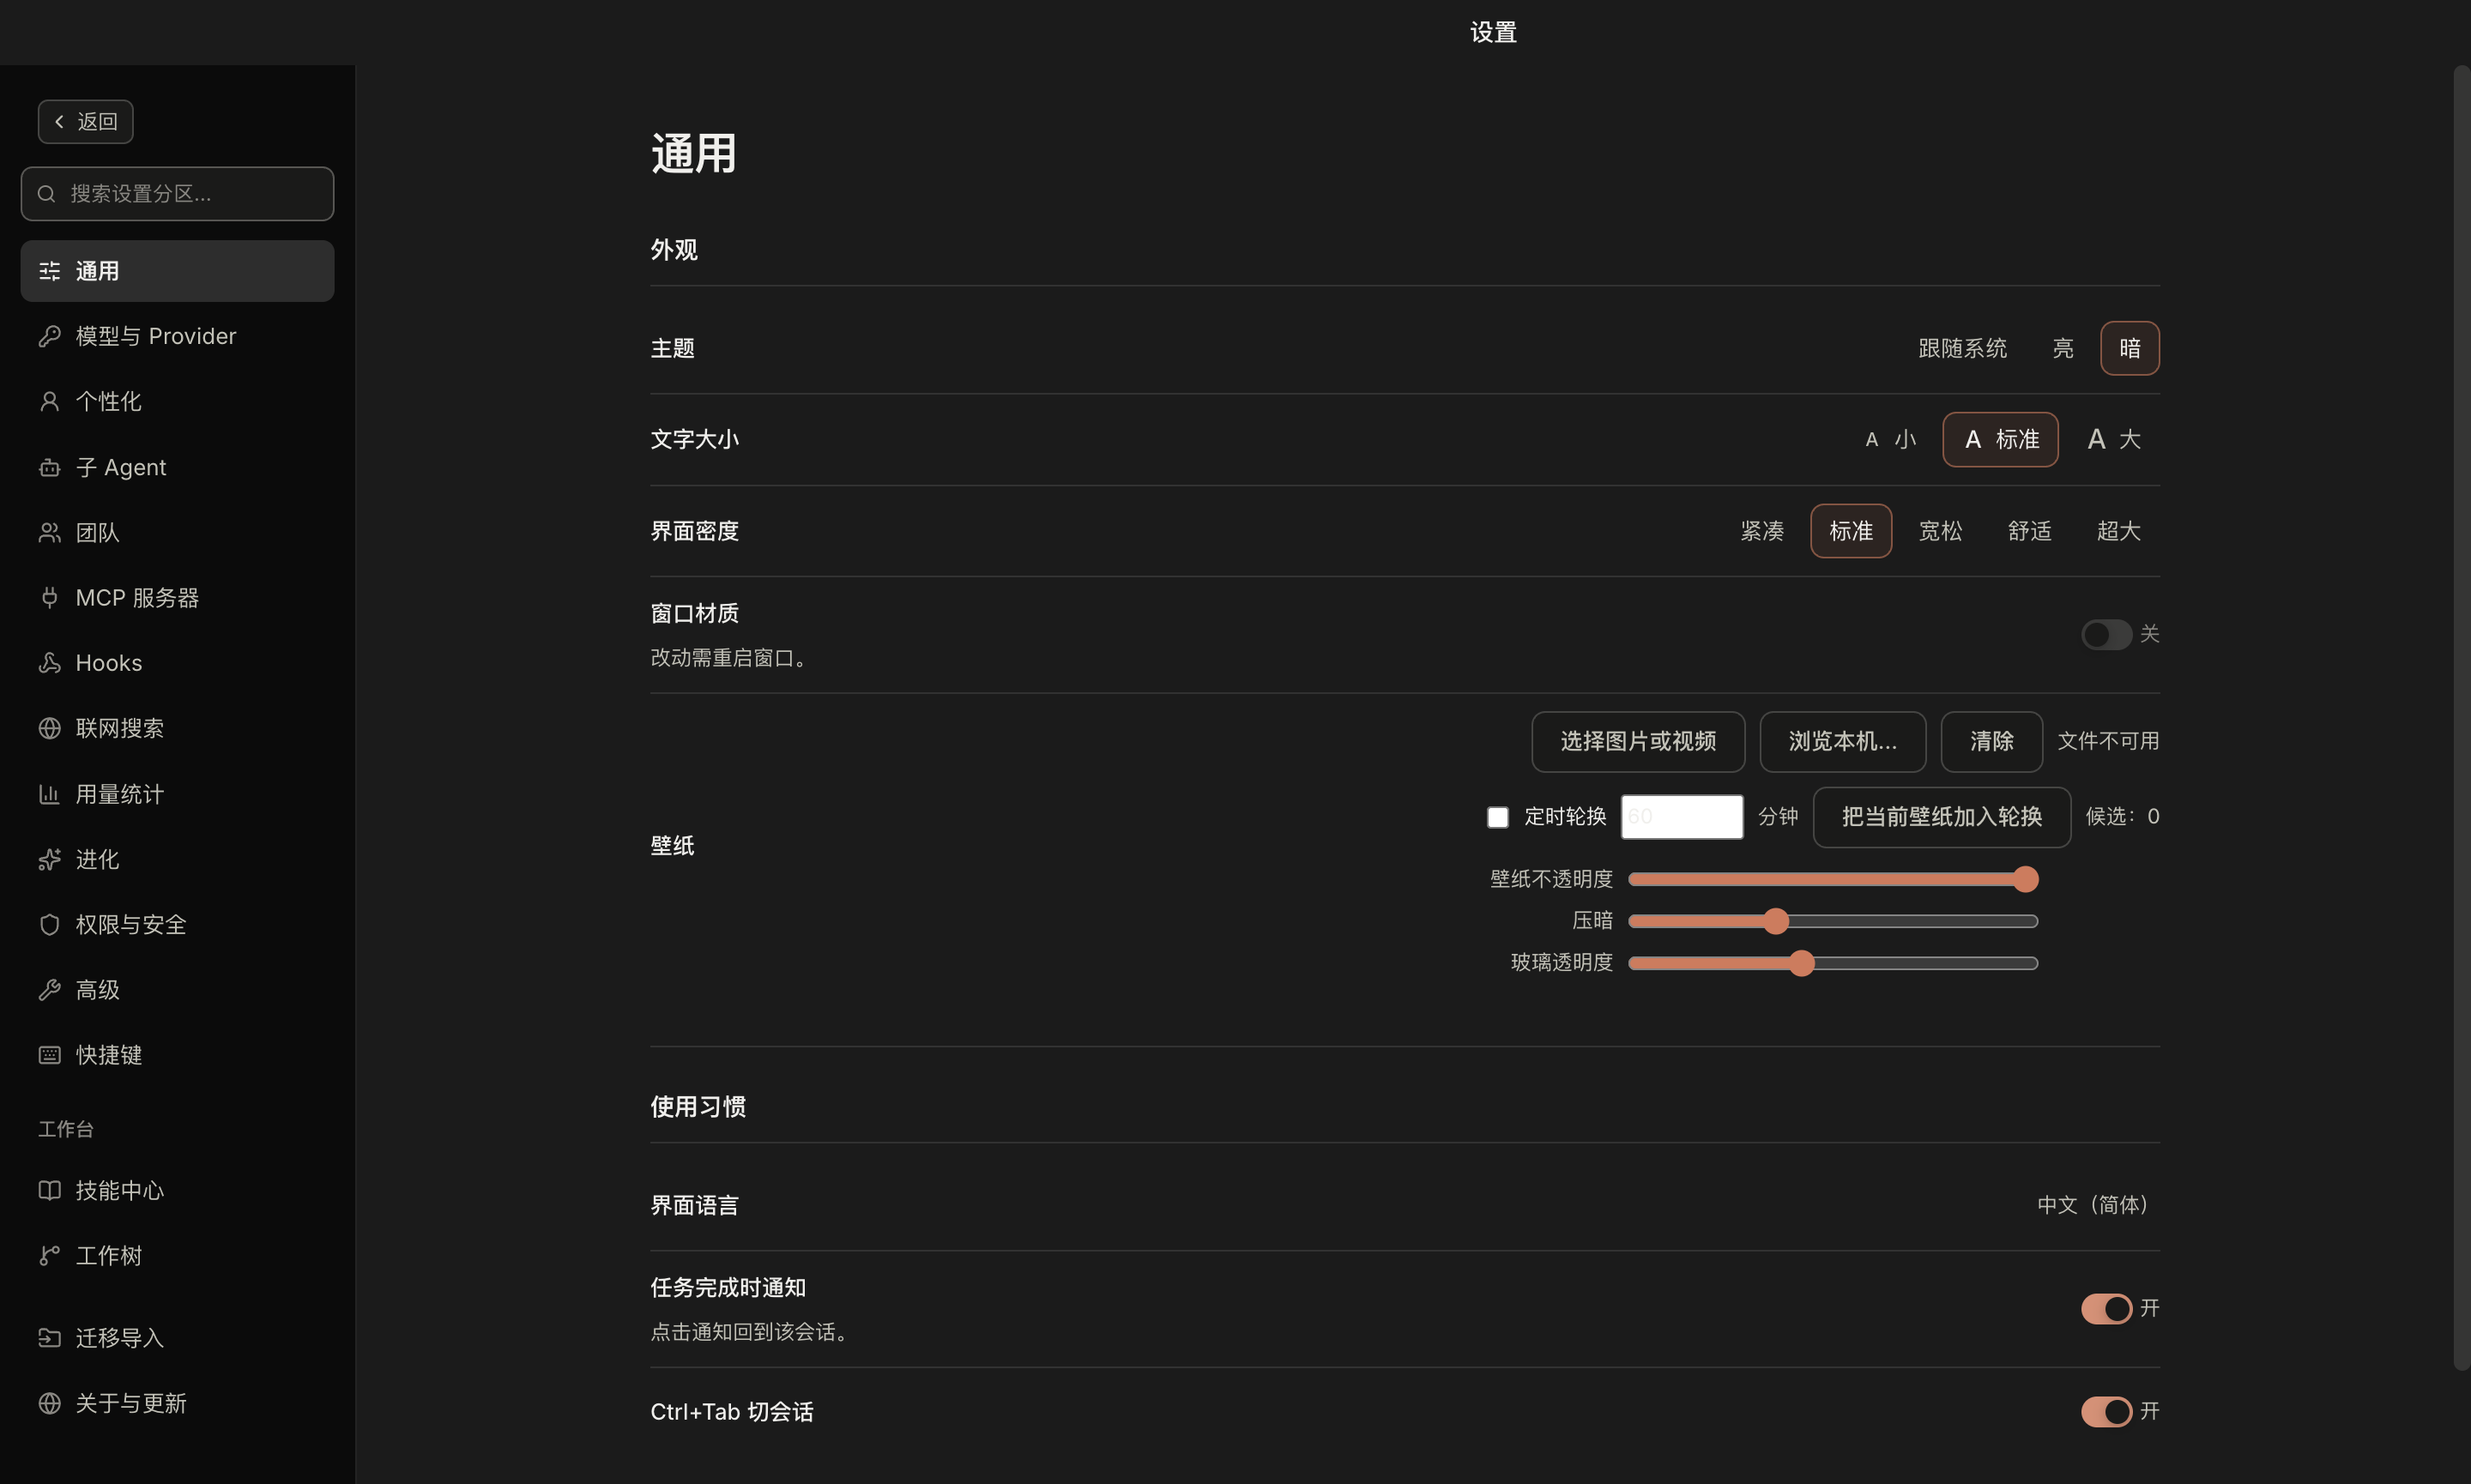 设置
返回
搜索设置分区...
通用
模型与 Provider
个性化
子 Agent
团队
MCP 服务器
Hooks
联网搜索
用量统计
进化
权限与安全
高级
快捷键
工作台
技能中心
工作树
迁移导入
关于与更新
通用
外观
主题 跟随系统 亮 暗
文字大小 A 小 A 标准 A 大
界面密度 紧凑 标准 宽松 舒适 超大
窗口材质
改动需重启窗口。
关
壁纸
选择图片或视频 浏览本机... 清除 文件不可用
定时轮换 60 分钟 把当前壁纸加入轮换 候选：0
壁纸不透明度
压暗
玻璃透明度
使用习惯
界面语言 中文（简体）
任务完成时通知
点击通知回到该会话。
开
Ctrl+Tab 切会话 开